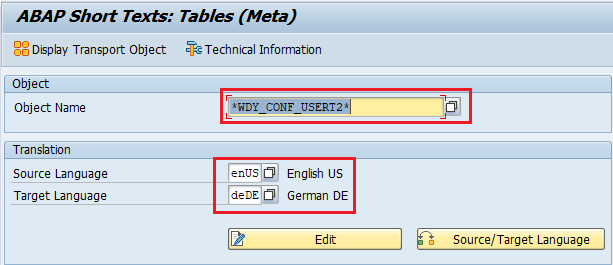 ABAP Short Texts: Tables (Meta)
Display Transport Object Technical Information
Object
Object Name *WDY_CONF_USERT2*
Translation
Source Language enUS English US
Target Language deDE German DE
Edit Source/Target Language